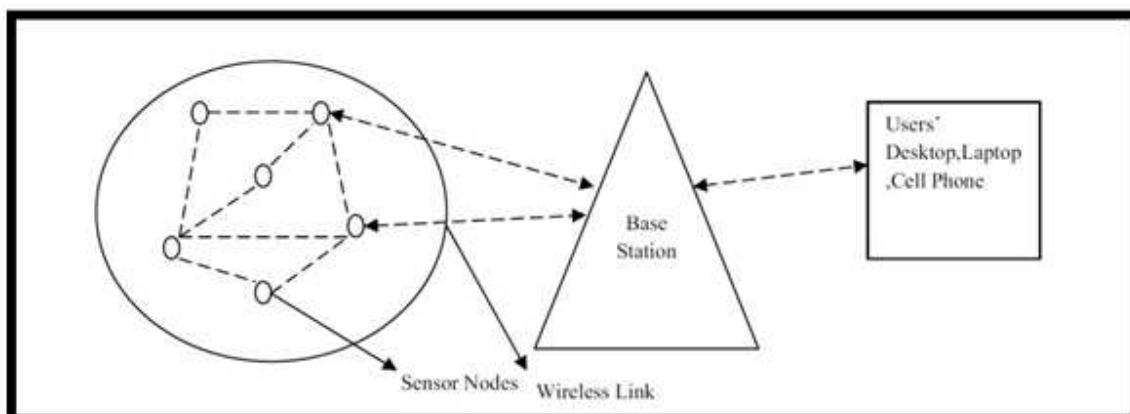 Users'
Desktop,Laptop
,Cell Phone
Base
Station
Sensor Nodes
Wireless Link